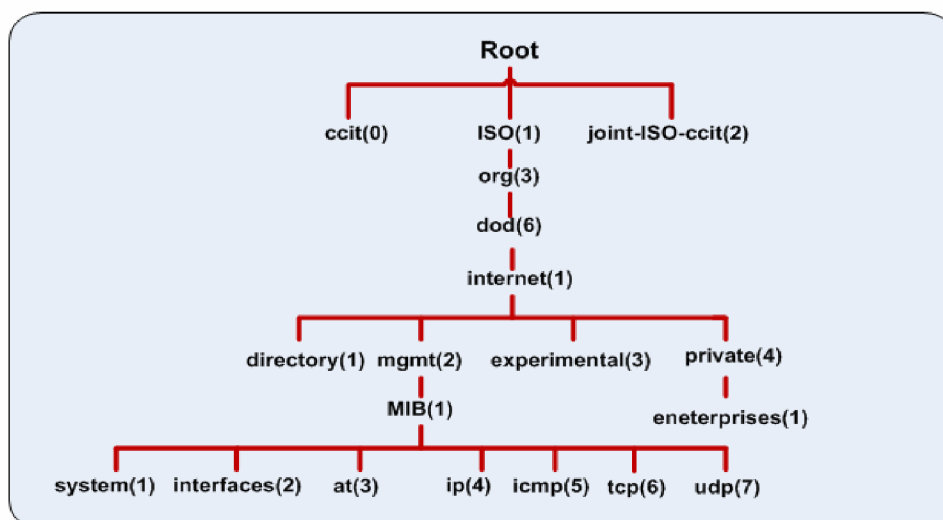 Root
ccit(0) ISO(1) joint-ISO-ccit(2)
org(3)
dod(6)
internet(1)
directory(1) mgmt(2) experimental(3) private(4)
MIB(1) eneterprises(1)
system(1) interfaces(2) at(3) ip(4) icmp(5) tcp(6) udp(7)